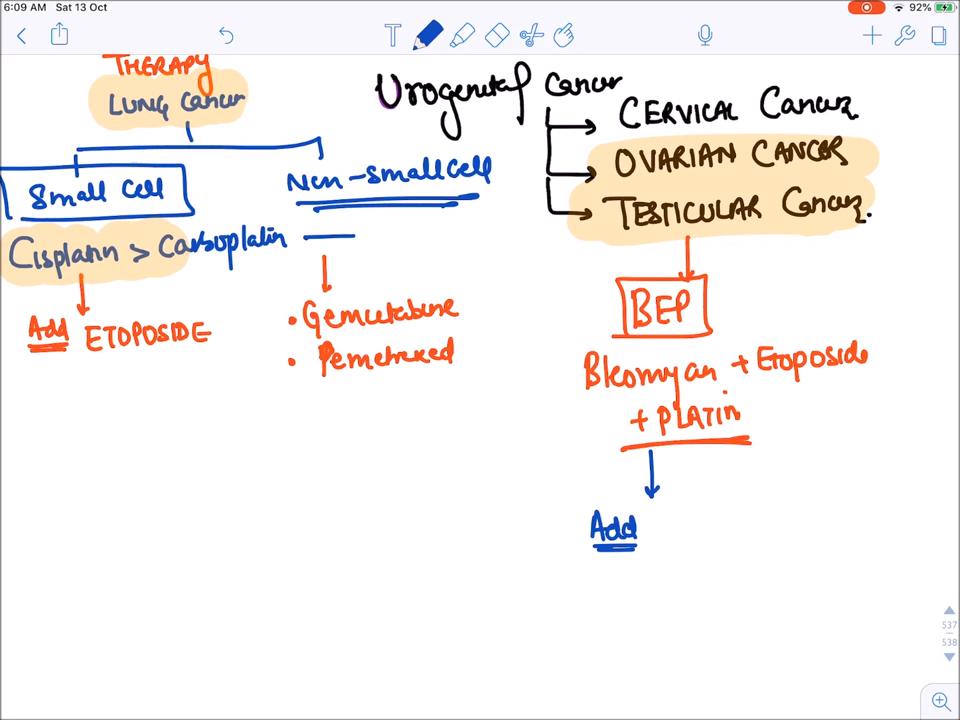 6:09 AM Sat 13 Oct
92%
T
THERAPY
LUNG Cancer
Small Cell
Non-small Cell
Cisplatin > Carboplatin
Add ETOPOSIDE
• Gemcitabine
• Pemetrexed
Urogenital Cancer
CERVICAL Cancer
OVARIAN CANCER
TESTICULAR Cancer.
BEP
Bleomycin + Etoposide
+ PLATIN
Add
537
538